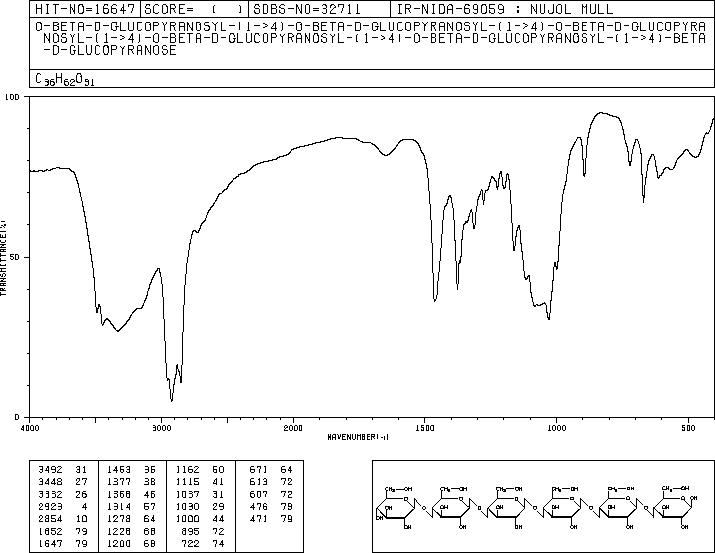 HIT-NO=16647 SCORE= ( ) SDBS-NO=32711 IR-NIDA-69059 : NUJOL MULL
O-BETA-D-GLUCOPYRANOSYL-(1->4)-O-BETA-D-GLUCOPYRANOSYL-(1->4)-O-BETA-D-GLUCOPYRA
NOSYL-(1->4)-O-BETA-D-GLUCOPYRANOSYL-(1->4)-O-BETA-D-GLUCOPYRANOSYL-(1->4)-BETA
-D-GLUCOPYRANOSE
C36H62O31
100
50
0
TRANSMITTANCE(%)
4000 3000 2000 1500 1000 500
WAVENUMBER(-1)
3492 31 1463 36 1162 50 671 64
3448 27 1377 38 1115 41 613 72
3332 26 1368 46 1037 31 607 72
2923 4 1314 57 1030 29 476 79
2854 10 1278 64 1000 44 471 79
1652 79 1228 68 895 72
1647 79 1200 68 722 74